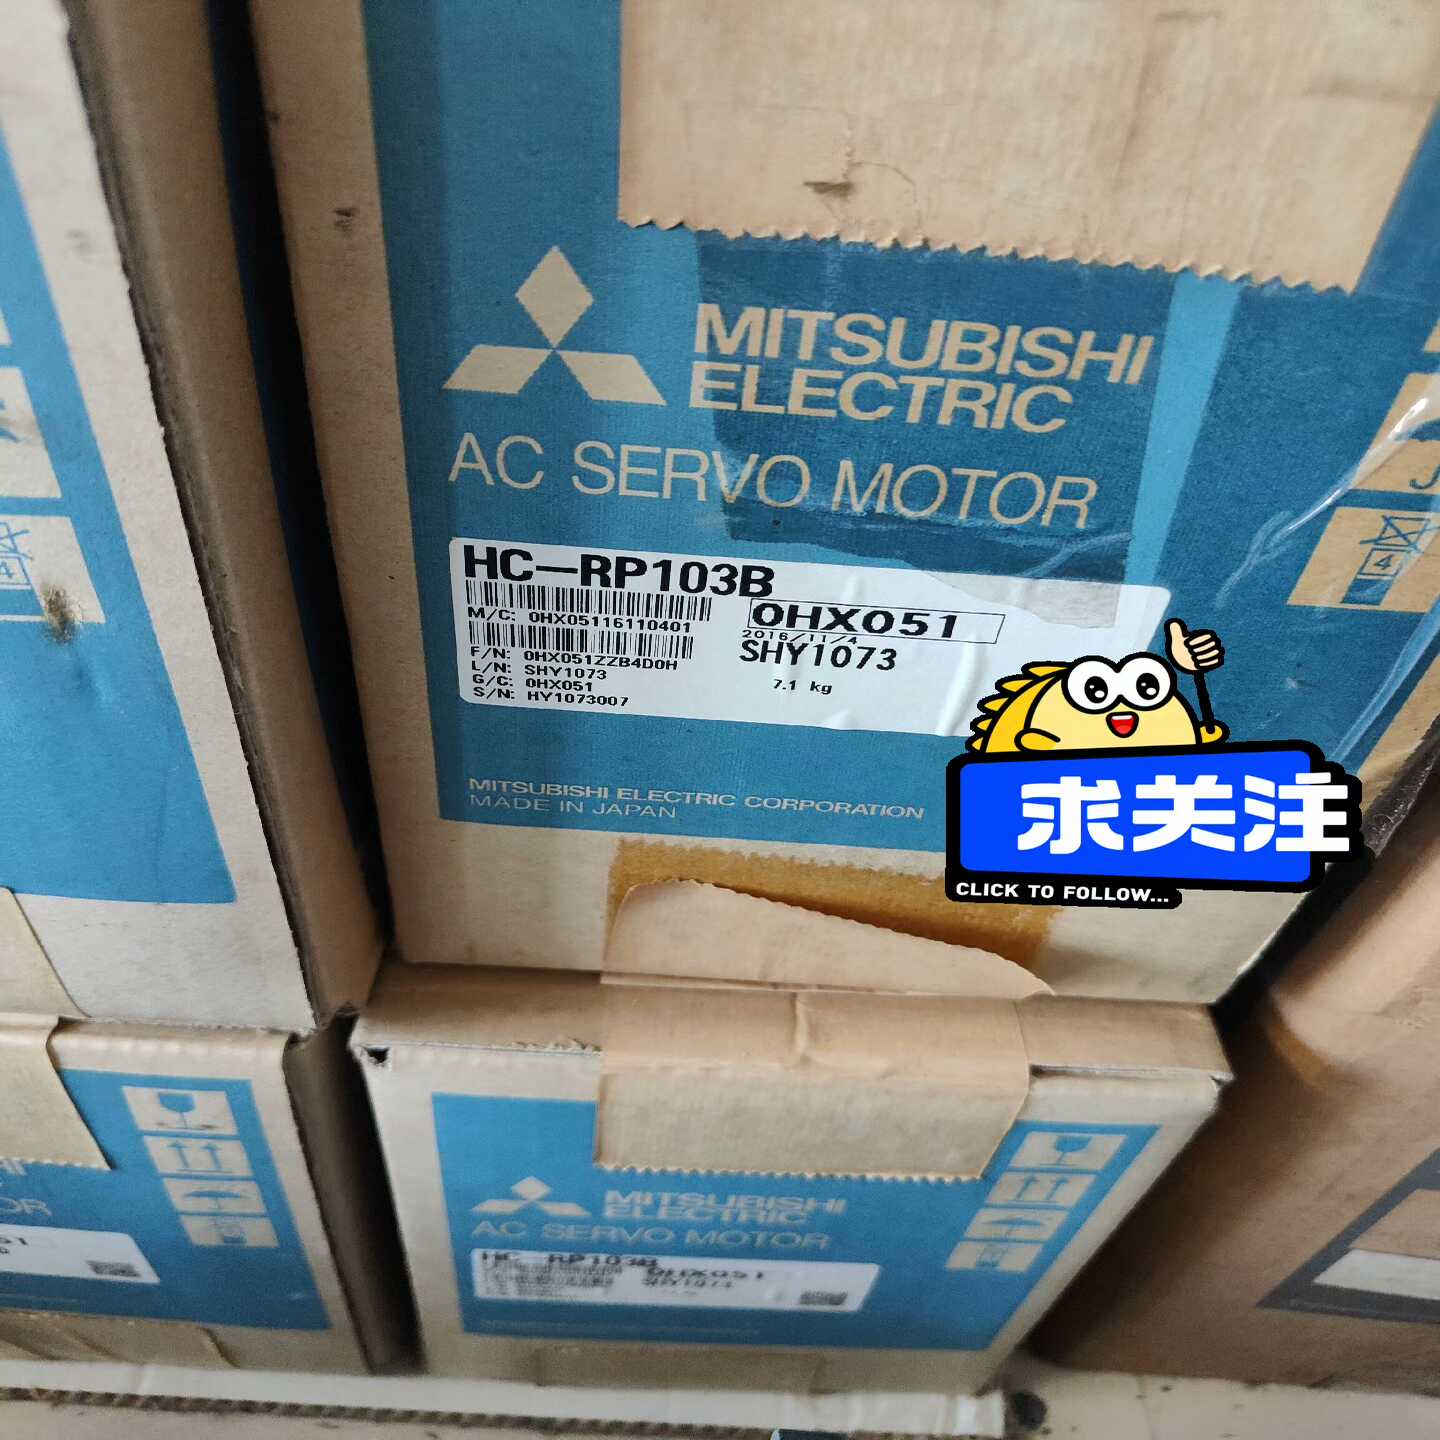 MITSUBISHI
ELECTRIC
AC SERVO MOTOR
HC-RP103B
M/C: 0HX05116110401
0HX051
2016/11/4
F/N: 0HX051ZZB4D0H
SHY1073
L/N: SHY1073
G/C: 0HX051
7.1 kg
S/N: HY1073007
MITSUBISHI ELECTRIC CORPORATION
MADE IN JAPAN
求关注
CLICK TO FOLLOW...
MITSUBISHI
ELECTRIC
AC SERVO MOTOR
HC-RP103B
0HX051